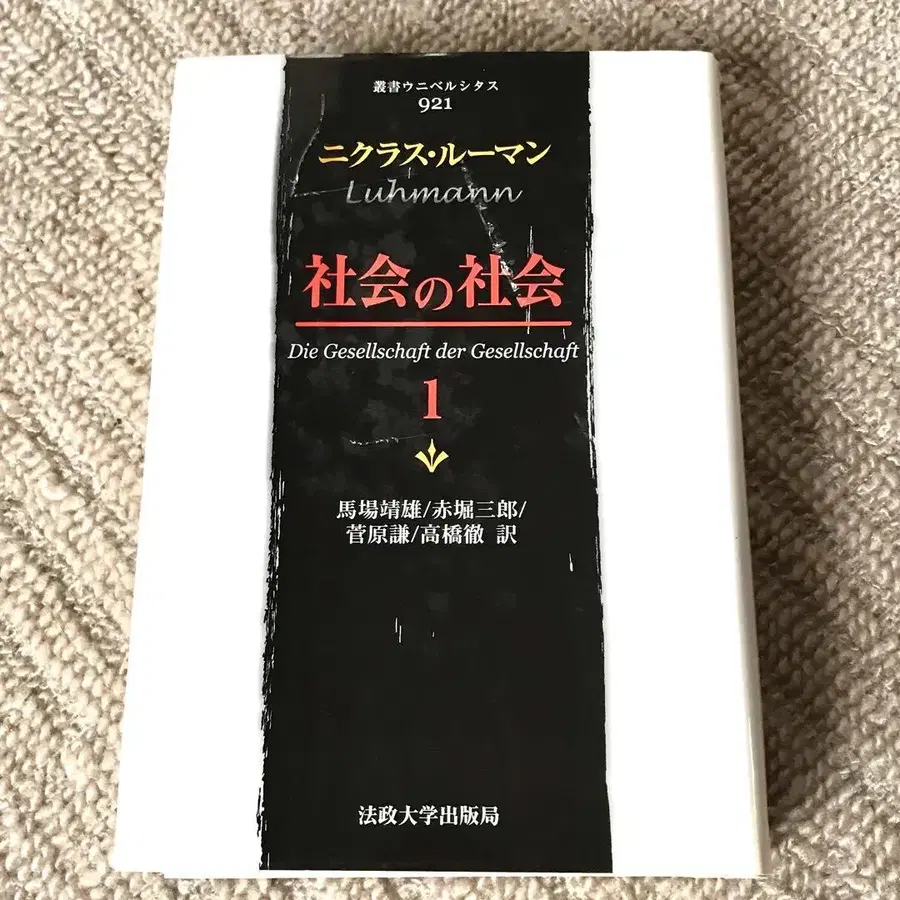 叢書ウニベルシタス
921
ニクラス・ルーマン
Luhmann
社会の社会
Die Gesellschaft der Gesellschaft
1
馬場靖雄/赤堀三郎/
菅原謙/高橋徹 訳
法政大学出版局